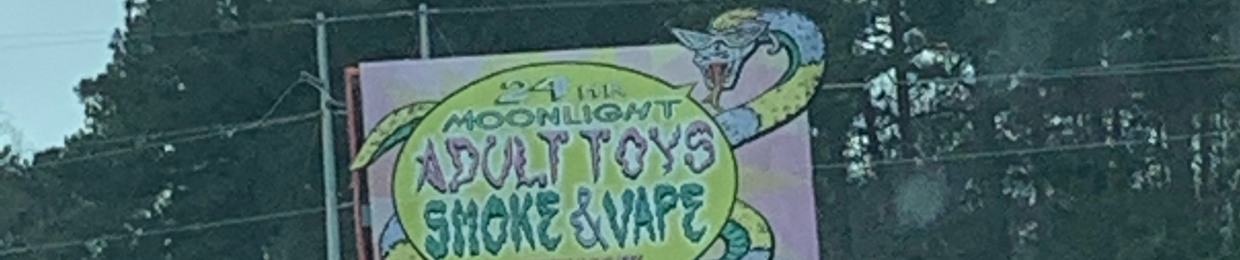 24 HR
MOONLIGHT
ADULT TOYS
SMOKE & VAPE